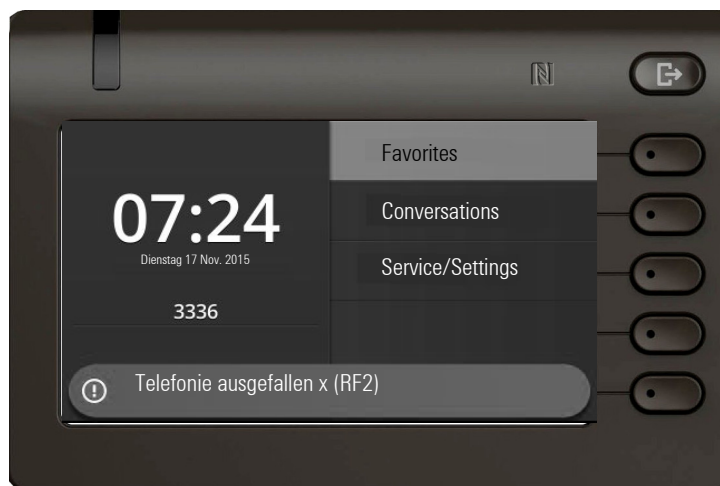 07:24
Dienstag 17 Nov. 2015
3336
Favorites
Conversations
Service/Settings
Telefonie ausgefallen x (RF2)